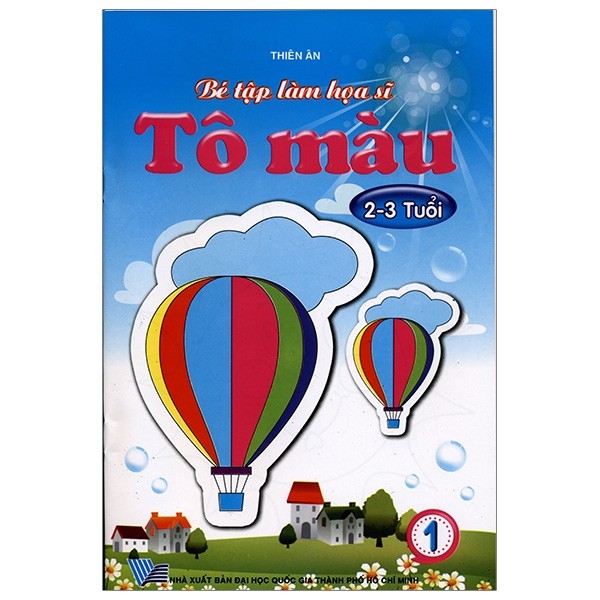 THIÊN ÂN
Bé tập làm họa sĩ
Tô màu
2-3 Tuổi
1
NHÀ XUẤT BẢN ĐẠI HỌC QUỐC GIA THÀNH PHỐ HỒ CHÍ MINH